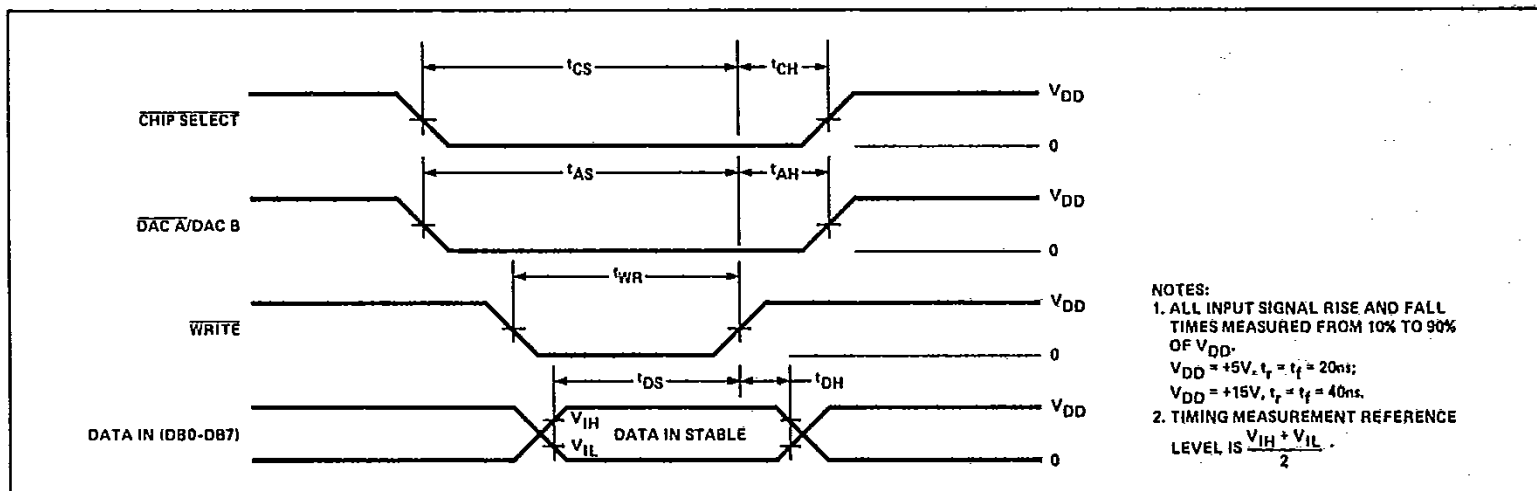 tCS tCH
CHIP SELECT VDD
0
tAS tAH
DAC A/DAC B VDD
0
tWR
WRITE VDD
0
tDS tDH
DATA IN (DB0-DB7) VIH DATA IN STABLE VDD
VIL 0
NOTES:
1. ALL INPUT SIGNAL RISE AND FALL
TIMES MEASURED FROM 10% TO 90%
OF VDD.
VDD = +5V, tr = tf = 20ns;
VDD = +15V, tr = tf = 40ns.
2. TIMING MEASUREMENT REFERENCE
LEVEL IS (VIH + VIL)/2 .